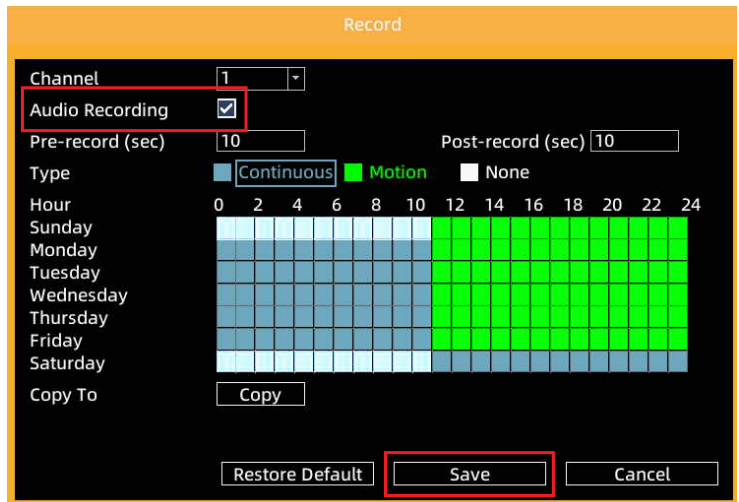 Record
Channel 1
Audio Recording
Pre-record (sec) 10 Post-record (sec) 10
Type Continuous Motion None
Hour 0 2 4 6 8 10 12 14 16 18 20 22 24
Sunday
Monday
Tuesday
Wednesday
Thursday
Friday
Saturday
Copy To Copy
Restore Default Save Cancel